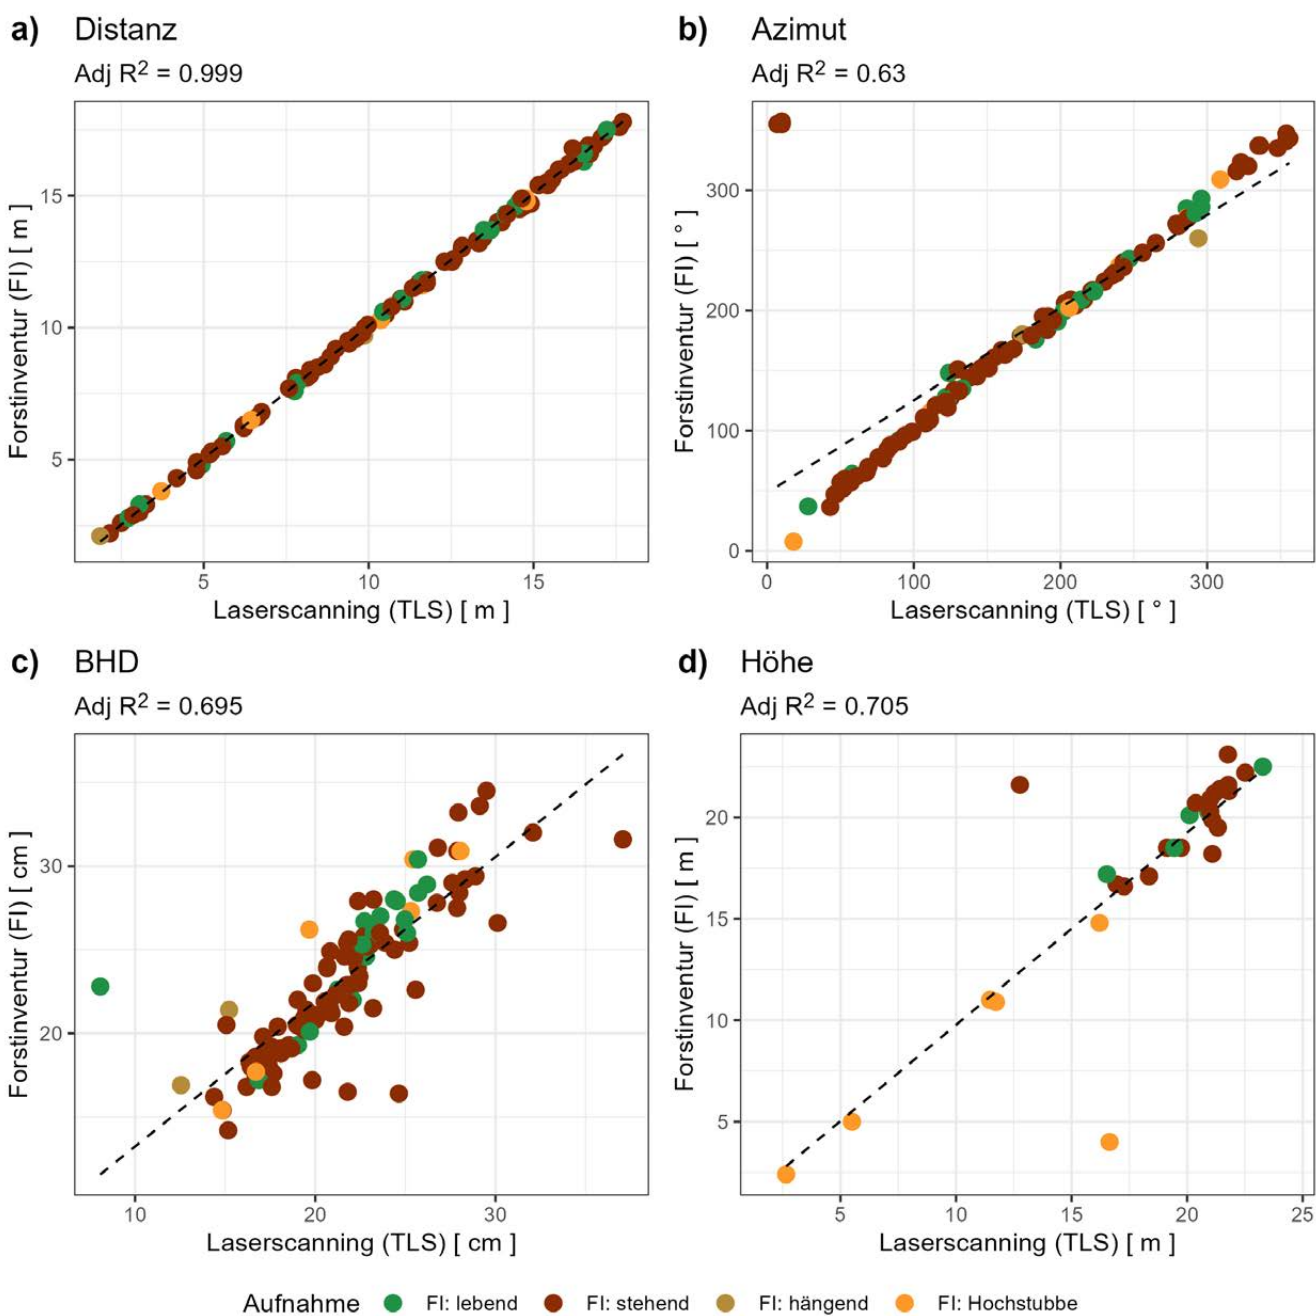 a) Distanz
Adj R2 = 0.999
Forstinventur (FI) [ m ]
15
10
5
5 10 15
Laserscanning (TLS) [ m ]
b) Azimut
Adj R2 = 0.63
Forstinventur (FI) [ ° ]
300
200
100
0
0 100 200 300
Laserscanning (TLS) [ ° ]
c) BHD
Adj R2 = 0.695
Forstinventur (FI) [ cm ]
30
20
10 20 30
Laserscanning (TLS) [ cm ]
d) Höhe
Adj R2 = 0.705
Forstinventur (FI) [ m ]
20
15
10
5
5 10 15 20 25
Laserscanning (TLS) [ m ]
Aufnahme FI: lebend FI: stehend FI: hängend FI: Hochstubbe